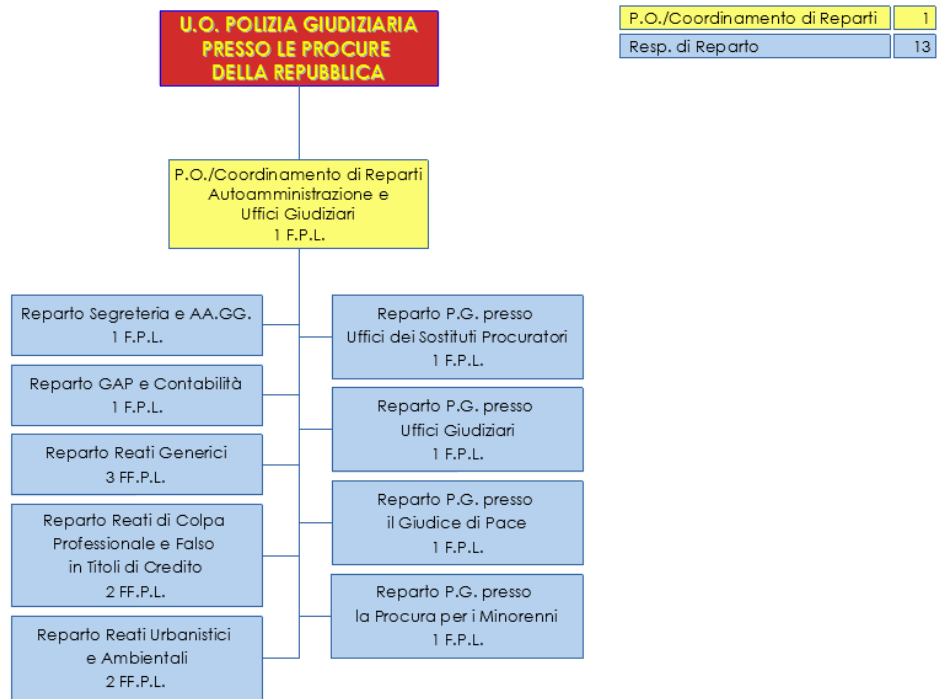 U.O. POLIZIA GIUDIZIARIA
PRESSO LE PROCURE
DELLA REPUBBLICA
P.O./Coordinamento di Reparti 1
Resp. di Reparto 13
P.O./Coordinamento di Reparti
Autoamministrazione e
Uffici Giudiziari
1 F.P.L.
Reparto Segreteria e AA.GG.
1 F.P.L.
Reparto GAP e Contabilità
1 F.P.L.
Reparto Reati Generici
3 FF.P.L.
Reparto Reati di Colpa
Professionale e Falso
in Titoli di Credito
2 FF.P.L.
Reparto Reati Urbanistici
e Ambientali
2 FF.P.L.
Reparto P.G. presso
Uffici dei Sostituti Procuratori
1 F.P.L.
Reparto P.G. presso
Uffici Giudiziari
1 F.P.L.
Reparto P.G. presso
il Giudice di Pace
1 F.P.L.
Reparto P.G. presso
la Procura per i Minorenni
1 F.P.L.